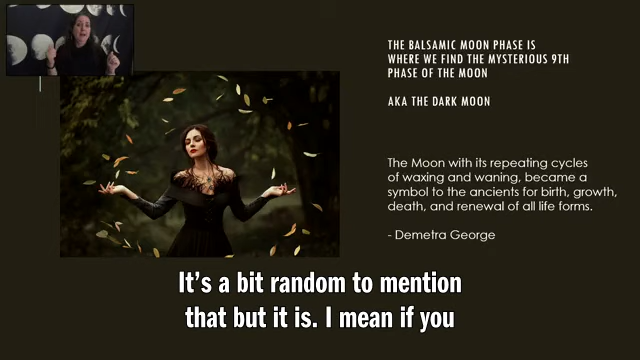 THE BALSAMIC MOON PHASE IS
WHERE WE FIND THE MYSTERIOUS 9TH
PHASE OF THE MOON
AKA THE DARK MOON
The Moon with its repeating cycles
of waxing and waning, became a
symbol to the ancients for birth, growth,
death, and renewal of all life forms.
- Demetra George
It's a bit random to mention
that but it is. I mean if you